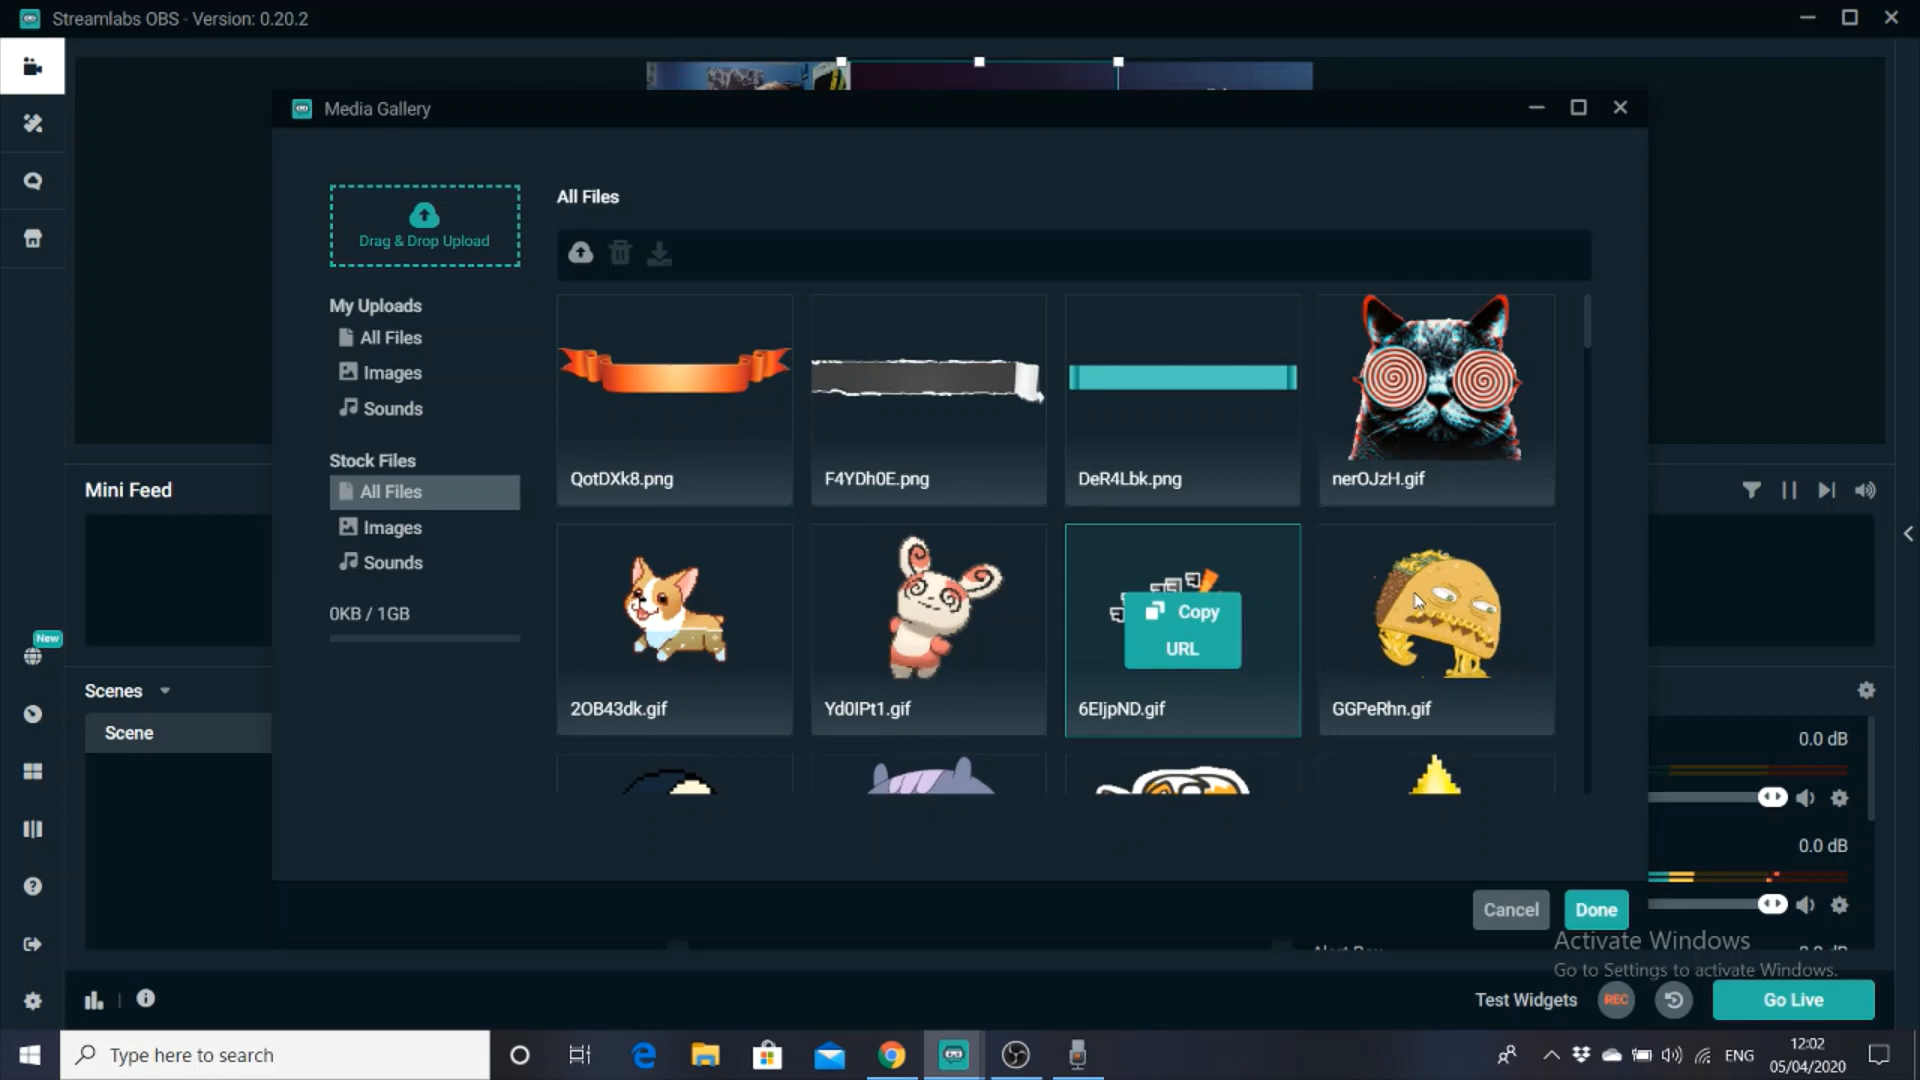 Streamlabs OBS - Version: 0.20.2
Media Gallery
Drag & Drop Upload
All Files
My Uploads
All Files
Images
Sounds
Stock Files
All Files
Images
Sounds
0KB / 1GB
QotDXk8.png
F4YDh0E.png
DeR4Lbk.png
nerOJzH.gif
Copy
URL
2OB43dk.gif
Yd0IPt1.gif
6EIjpND.gif
GGPeRhn.gif
Mini Feed
New
Scenes
Scene
0.0 dB
0.0 dB
Cancel
Done
Activate Windows
Go to Settings to activate Windows.
Test Widgets
REC
Go Live
Type here to search
ENG
12:02
05/04/2020